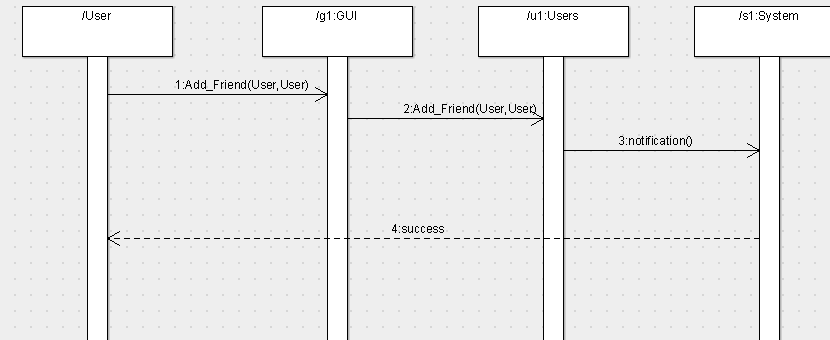 /User
/g1:GUI
/u1:Users
/s1:System
1:Add_Friend(User,User)
2:Add_Friend(User,User)
3:notification()
4:success